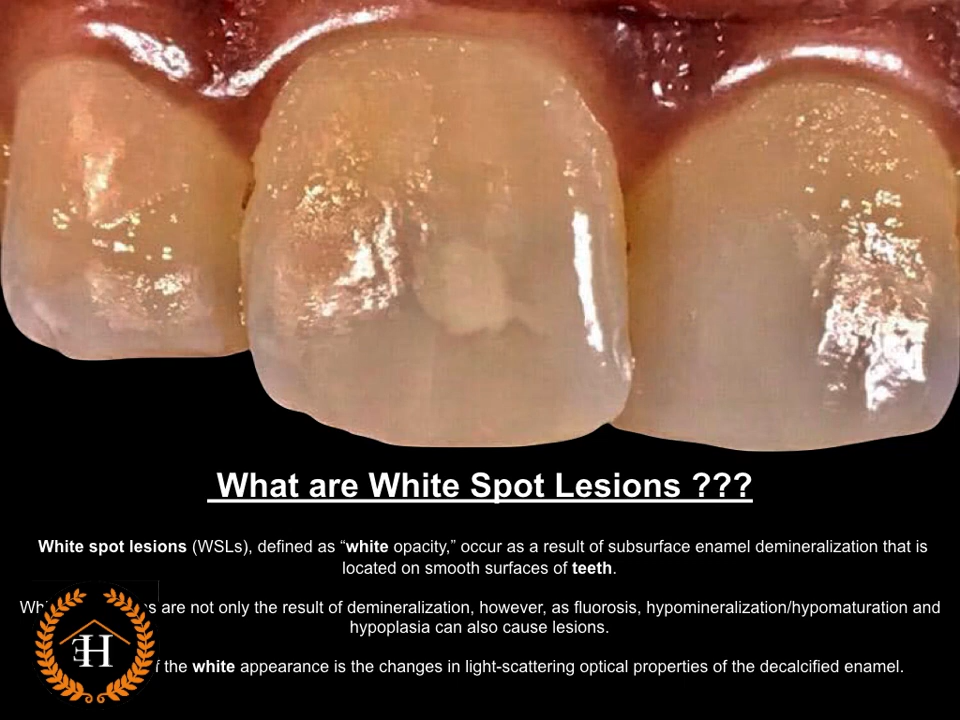 What are White Spot Lesions ???
White spot lesions (WSLs), defined as “white opacity,” occur as a result of subsurface enamel demineralization that is
located on smooth surfaces of teeth.
are not only the result of demineralization, however, as fluorosis, hypomineralization/hypomaturation and
hypoplasia can also cause lesions.
the white appearance is the changes in light-scattering optical properties of the decalcified enamel.